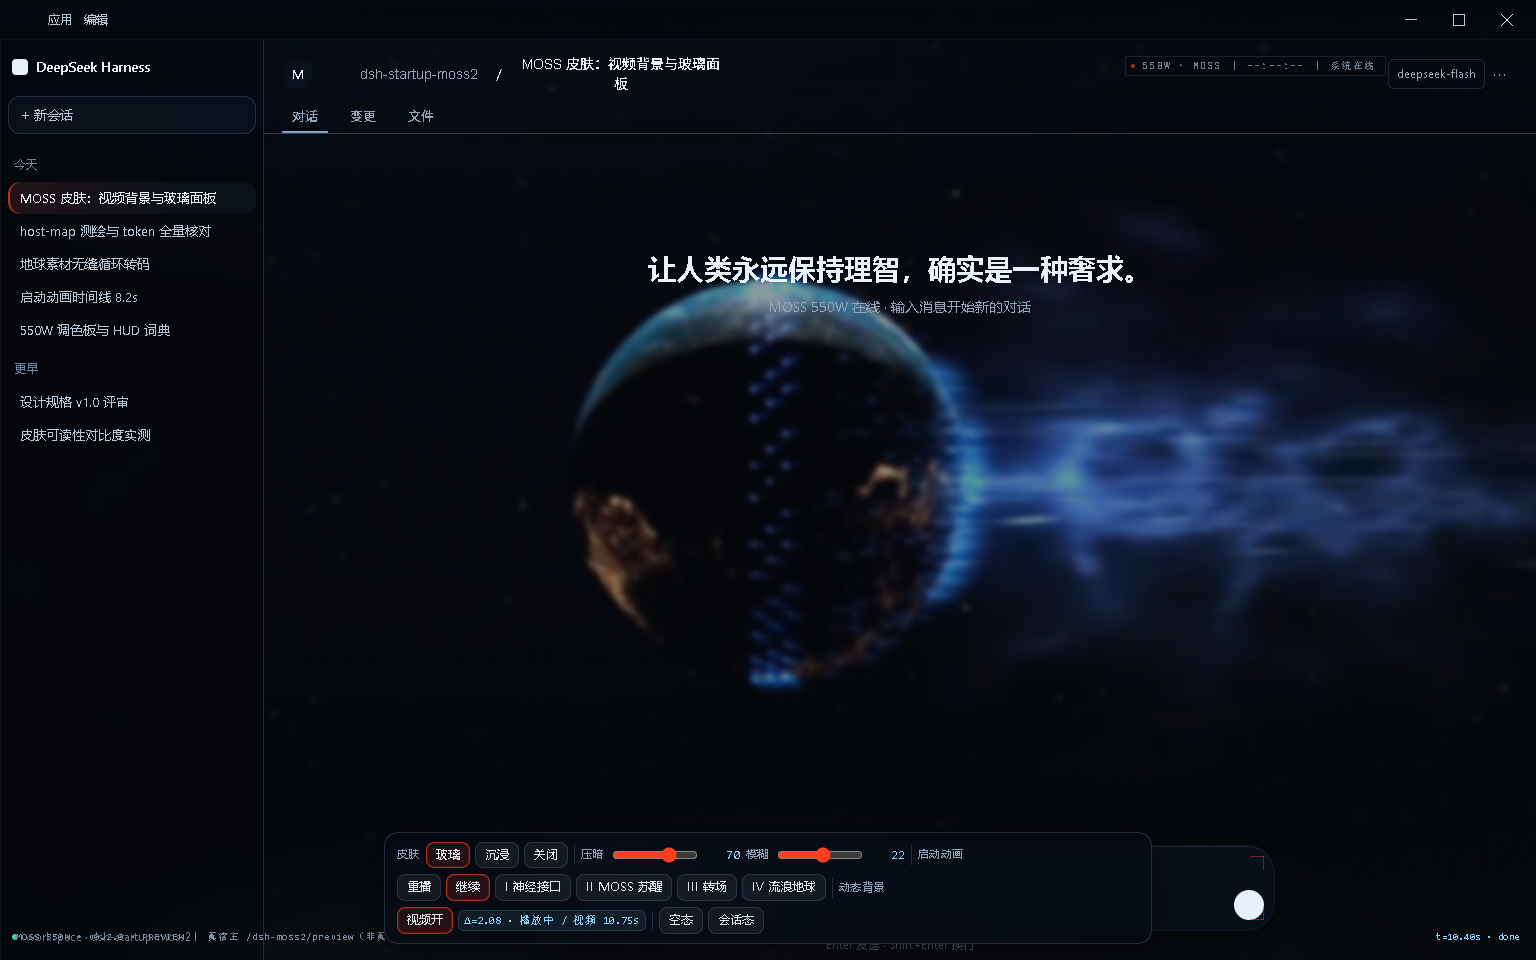 应用 编辑
DeepSeek Harness
+ 新会话
今天
MOSS 皮肤：视频背景与玻璃面板
host-map 测绘与 token 全量核对
地球素材无缝循环转码
启动动画时间线 8.2s
550W 调色板与 HUD 词典
更早
设计规格 v1.0 评审
皮肤可读性对比度实测
M dsh-startup-moss2 / MOSS 皮肤：视频背景与玻璃面
板
550W · MOSS | --:--:-- | 系统在线
deepseek-flash ···
对话 变更 文件
让人类永远保持理智，确实是一种奢求。
MOSS 550W 在线 · 输入消息开始新的对话
皮肤 玻璃 沉浸 关闭 压暗 70 模糊 22 启动动画
重播 继续 I 神经接口 II MOSS 苏醒 III 转场 IV 流浪地球 动态背景
视频开 Δ=2.08 · 播放中 / 视频 10.75s 空态 会话态
宿主 /dsh-moss2/preview
Enter 发送 · Shift+Enter 换行
t=10.40s · done